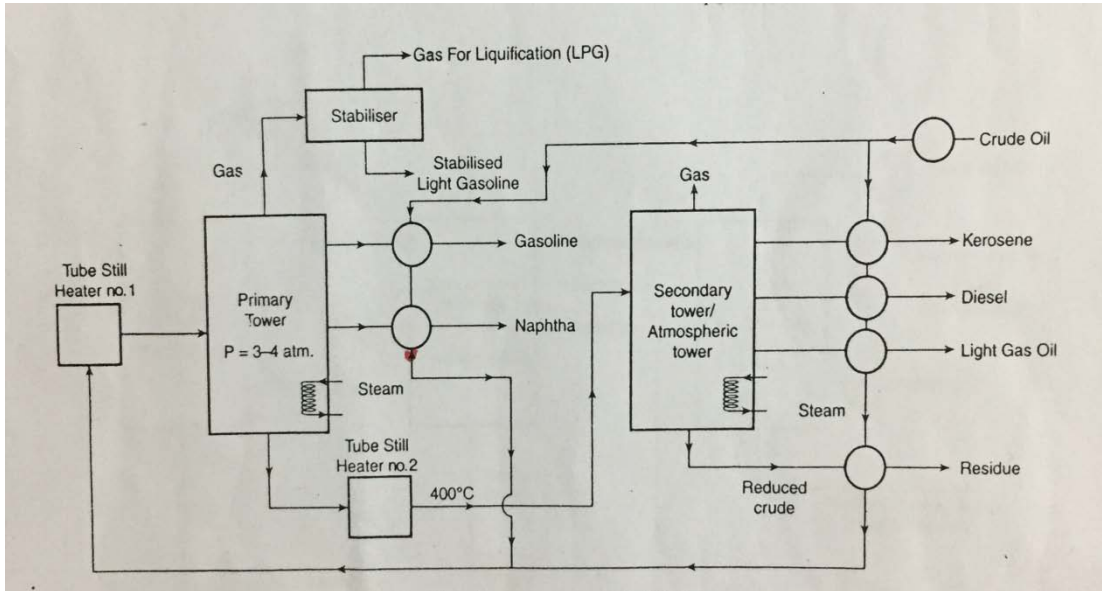 Gas For Liquification (LPG)
Stabiliser
Crude Oil
Gas
Stabilised
Light Gasoline
Gas
Gasoline
Kerosene
Tube Still
Heater no.1
Primary
Tower
P = 3–4 atm.
Naphtha
Secondary
tower/
Atmospheric
tower
Diesel
Light Gas Oil
Steam
Steam
Tube Still
Heater no.2
400°C
Reduced
crude
Residue